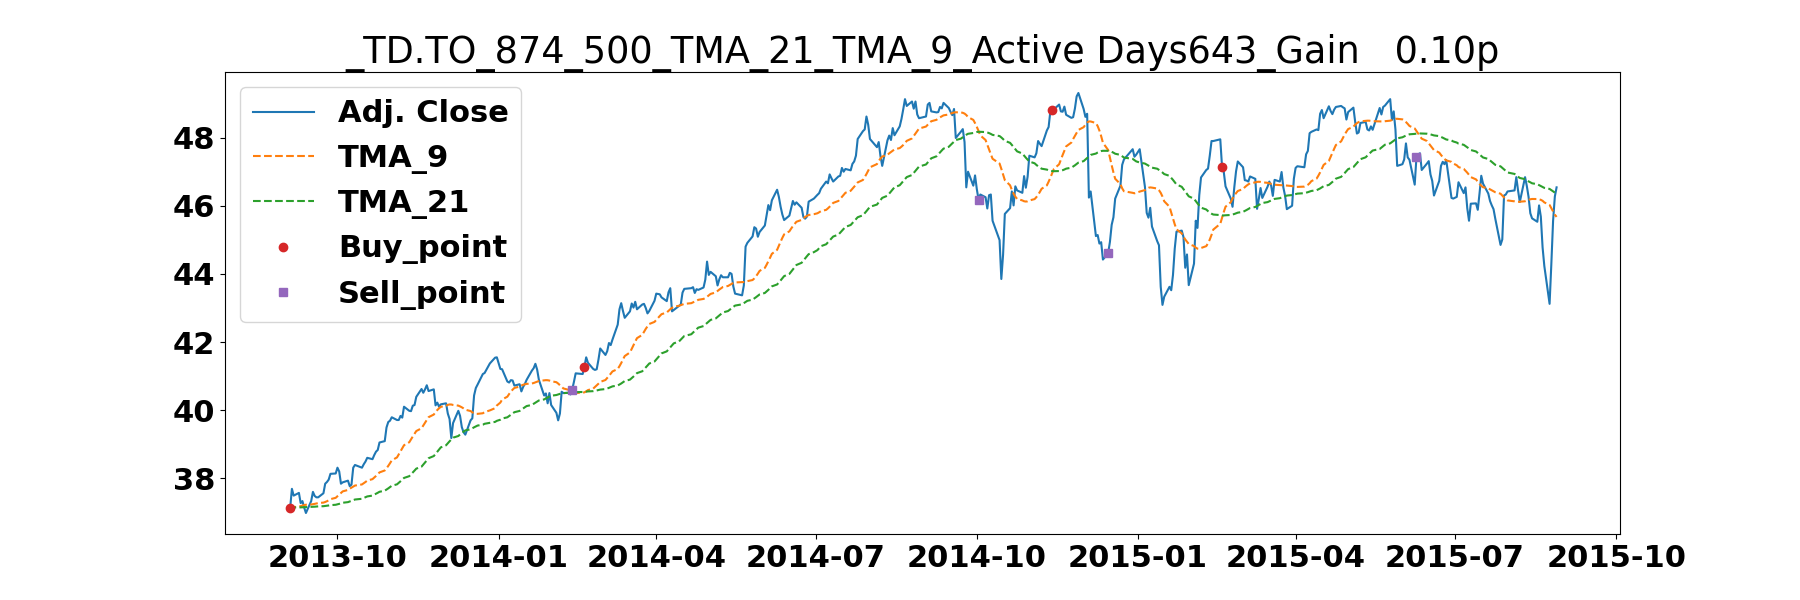 _TD.TO_874_500_TMA_21_TMA_9_Active Days643_Gain   0.10p
Adj. Close
TMA_9
TMA_21
Buy_point
Sell_point
48
46
44
42
40
38
2013-10 2014-01 2014-04 2014-07 2014-10 2015-01 2015-04 2015-07 2015-10